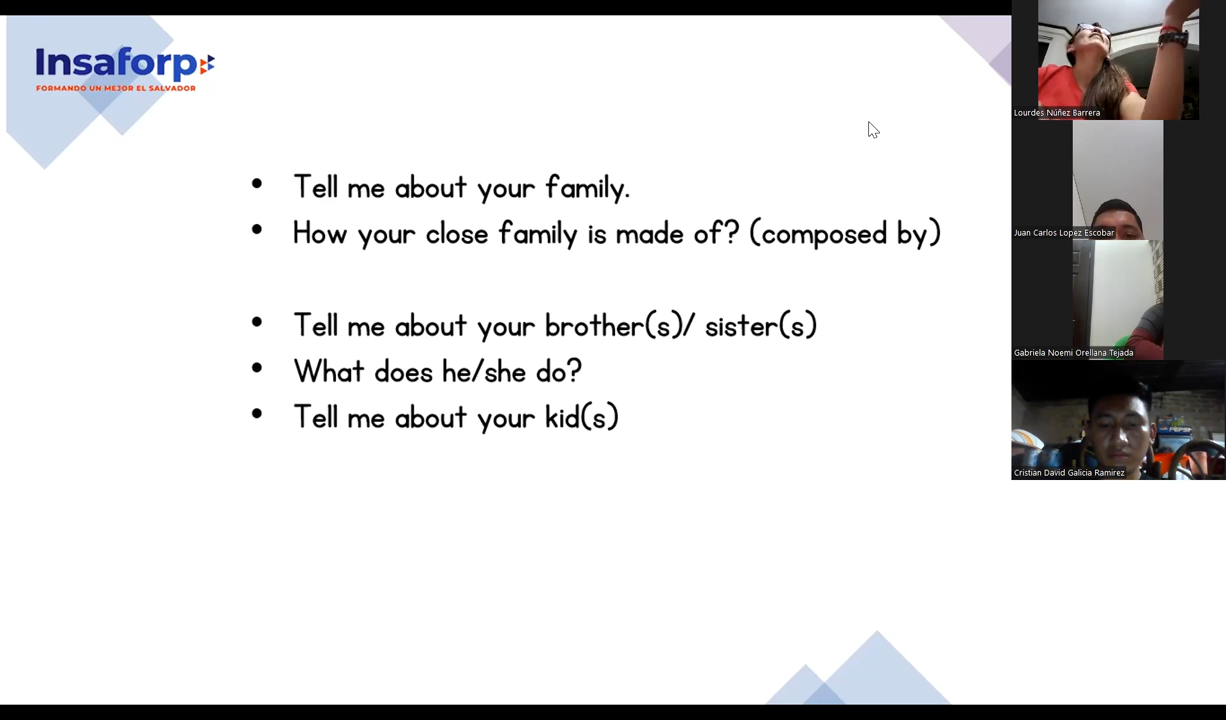 Insaforp
FORMANDO UN MEJOR EL SALVADOR
• Tell me about your family.
• How your close family is made of? (composed by)
• Tell me about your brother(s)/ sister(s)
• What does he/she do?
• Tell me about your kid(s)
Lourdes Núñez Barrera
Juan Carlos Lopez Escobar
Gabriela Noemi Orellana Tejada
PEPSI
Cristian David Galicia Ramirez